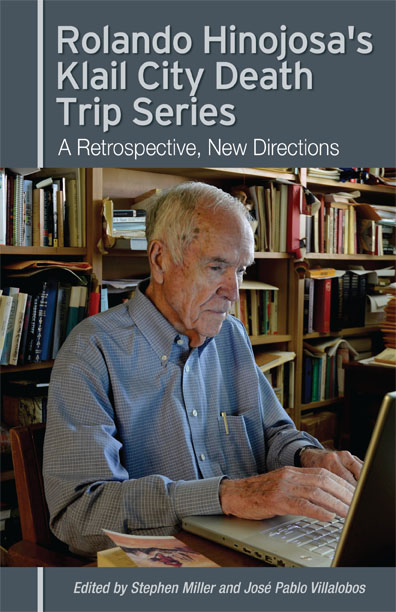 Rolando Hinojosa's
Klail City Death
Trip Series
A Retrospective, New Directions
Edited by Stephen Miller and José Pablo Villalobos